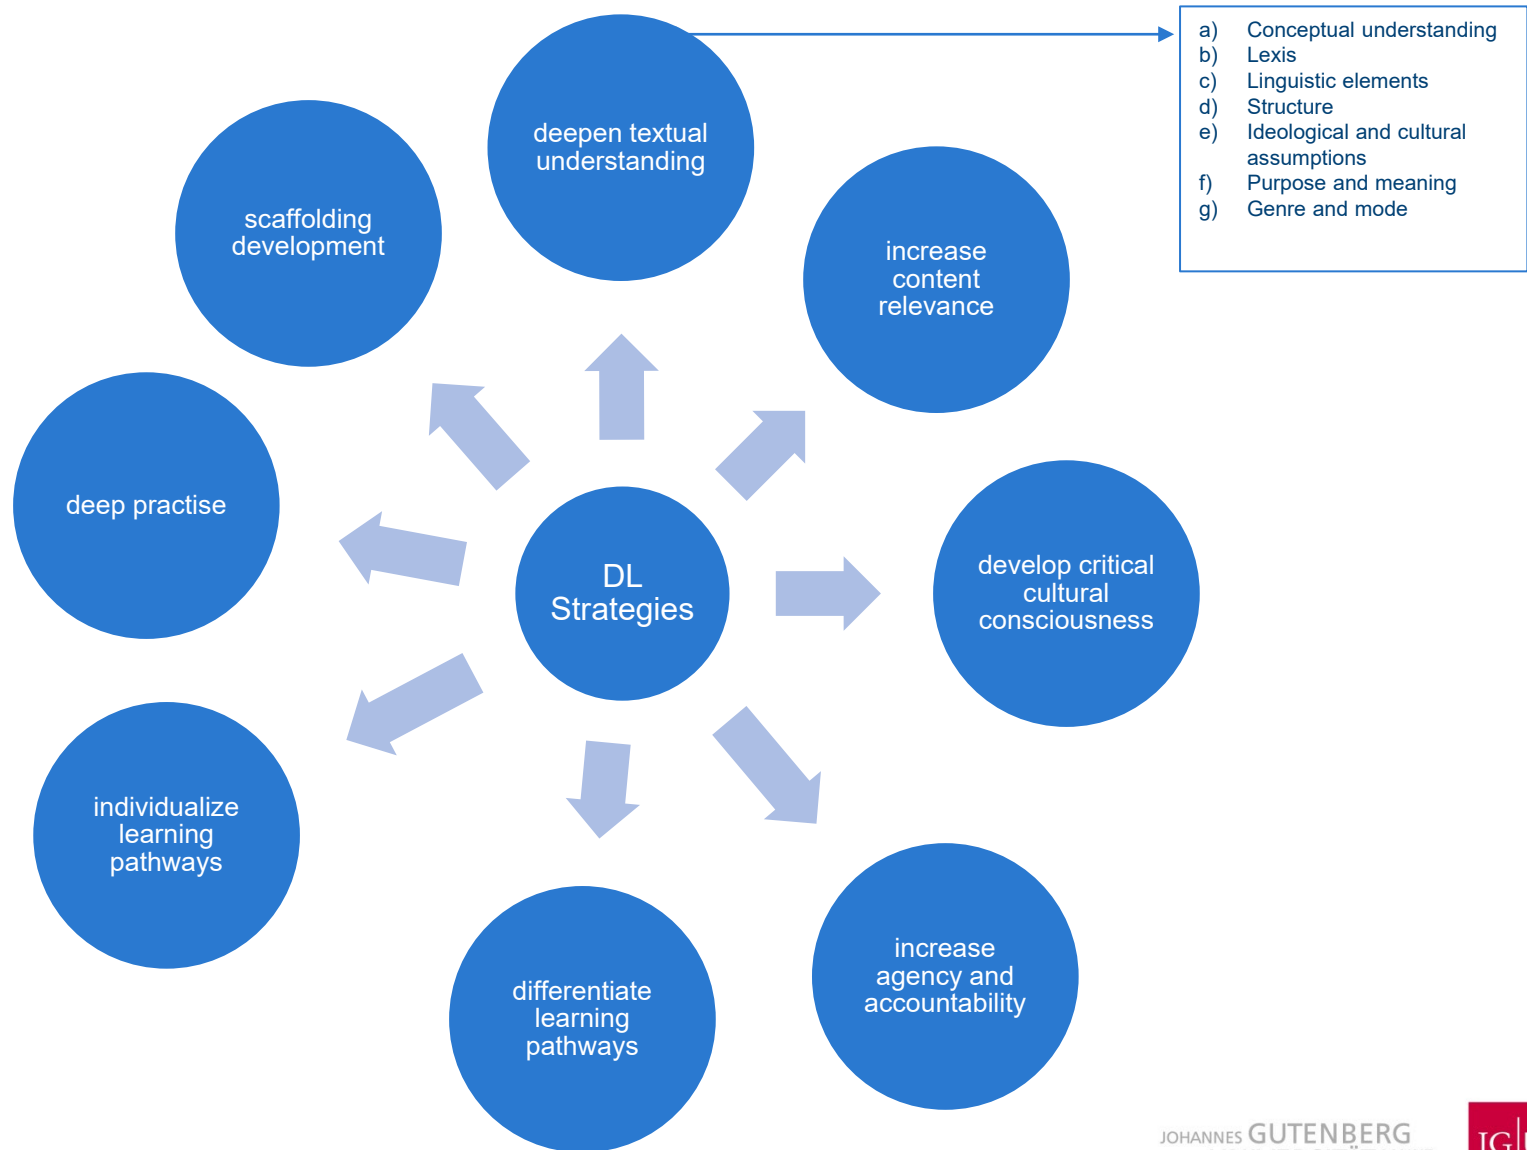 deepen textual
understanding
a) Conceptual understanding
b) Lexis
c) Linguistic elements
d) Structure
e) Ideological and cultural
assumptions
f) Purpose and meaning
g) Genre and mode
scaffolding
development
increase
content
relevance
deep practise
DL
Strategies
develop critical
cultural
consciousness
individualize
learning
pathways
differentiate
learning
pathways
increase
agency and
accountability
JOHANNES GUTENBERG
JG